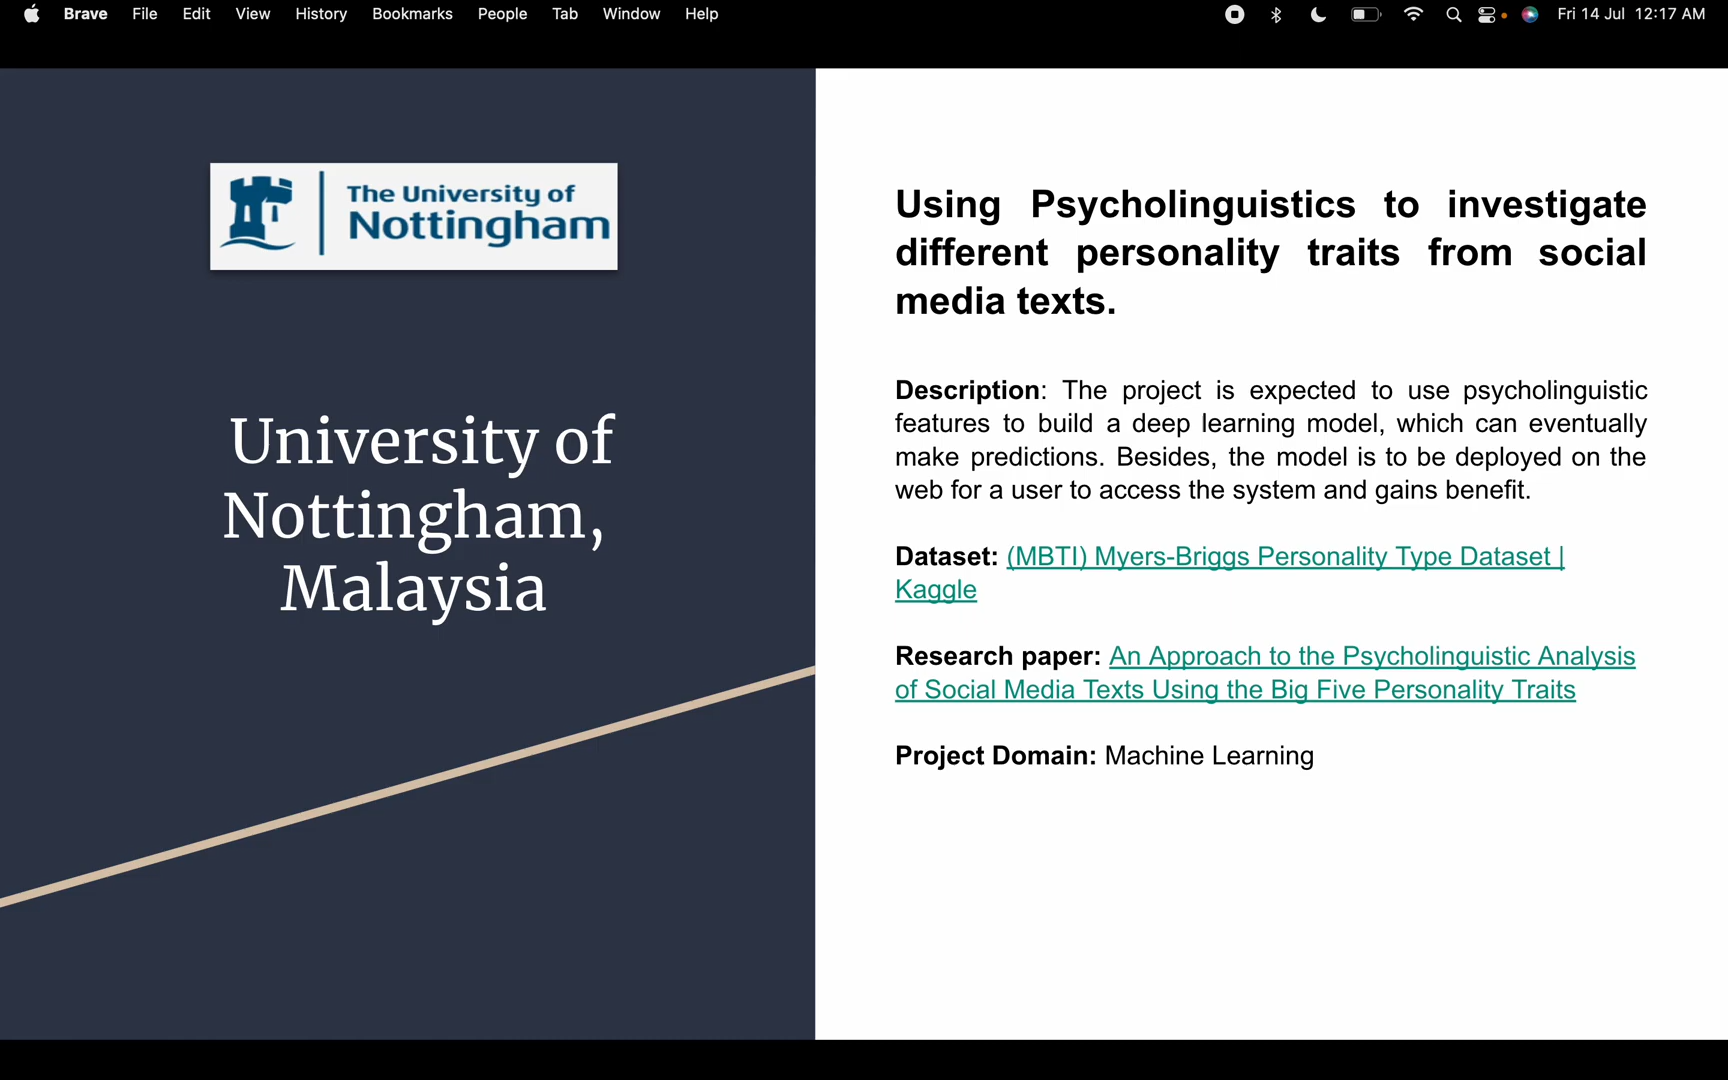 Brave File Edit View History Bookmarks People Tab Window Help Fri 14 Jul 12:17 AM
The University of
Nottingham
University of
Nottingham,
Malaysia
Using Psycholinguistics to investigate
different personality traits from social
media texts.
Description: The project is expected to use psycholinguistic
features to build a deep learning model, which can eventually
make predictions. Besides, the model is to be deployed on the
web for a user to access the system and gains benefit.
Dataset: (MBTI) Myers-Briggs Personality Type Dataset |
Kaggle
Research paper: An Approach to the Psycholinguistic Analysis
of Social Media Texts Using the Big Five Personality Traits
Project Domain: Machine Learning